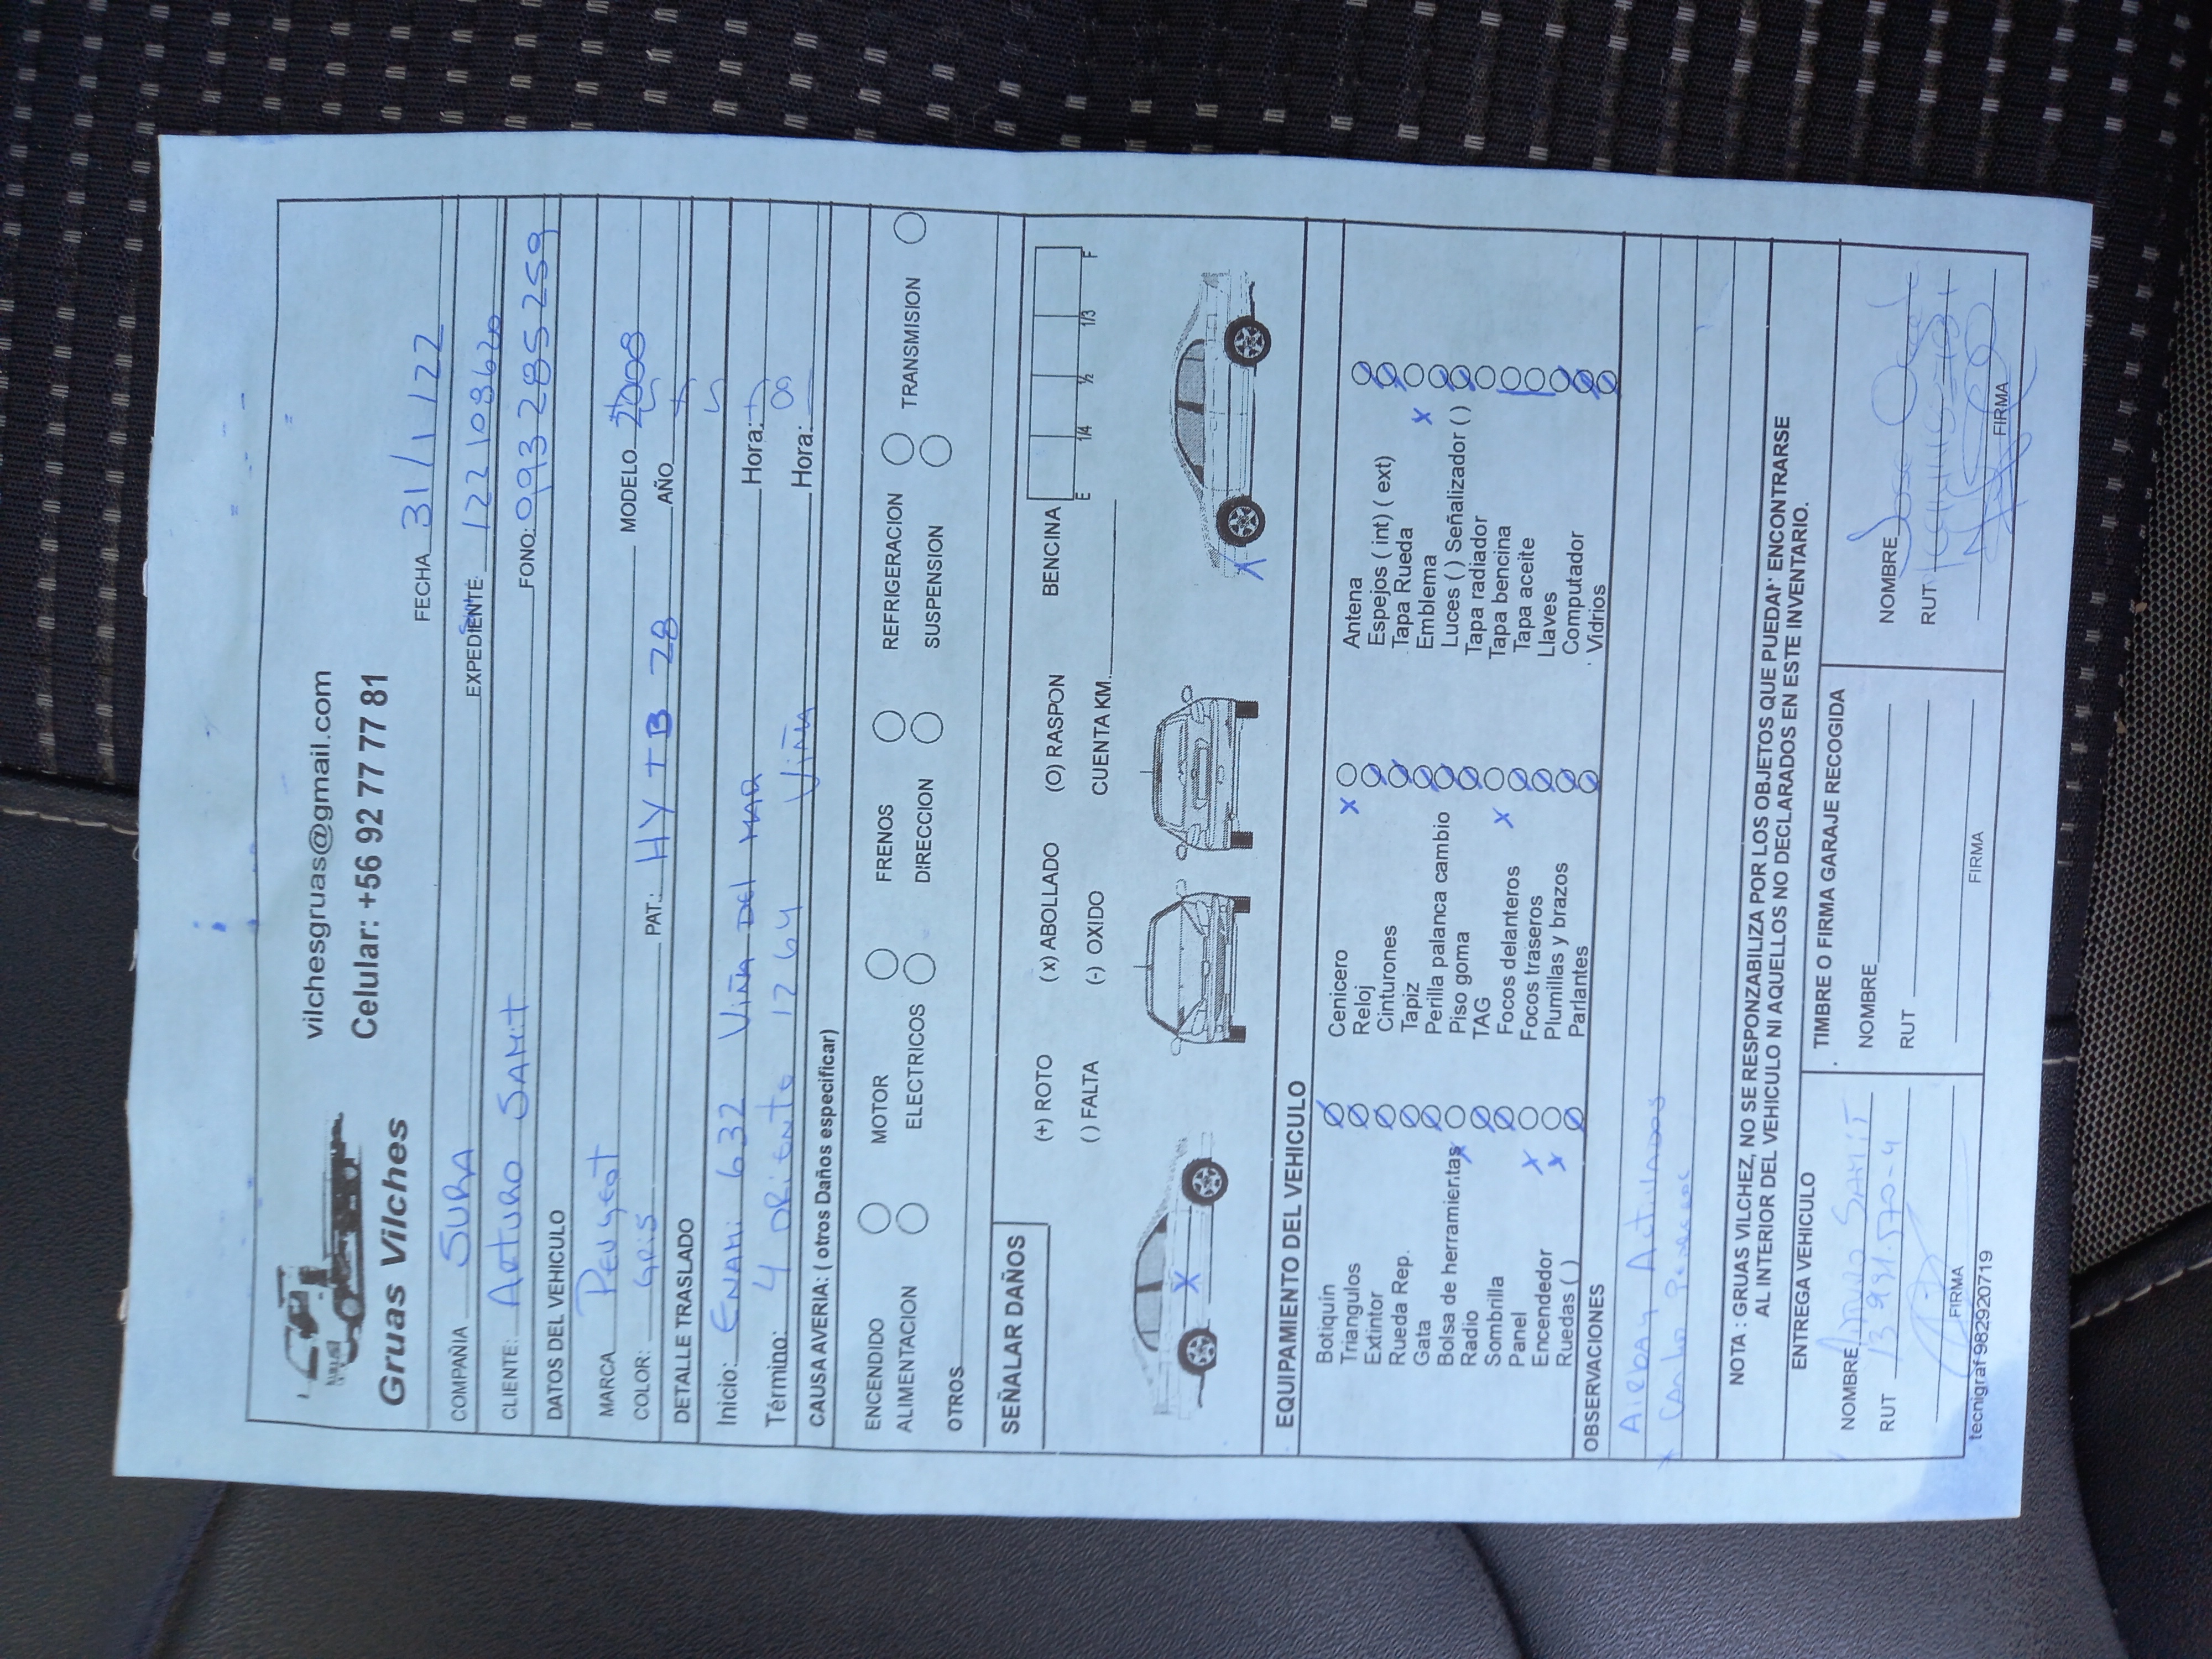 vilchesgruas@gmail.com
Gruas Vilches
Celular: +56 92 77 77 81
FECHA 31/1/22
COMPAÑIA SURA EXPEDIENTE: 122108620
CLIENTE: Arturo SAMit FONO: 093285259
DATOS DEL VEHICULO
MARCA Peugeot MODELO 2008
COLOR: Gris PAT.: HYTB 28 AÑO
DETALLE TRASLADO
Inicio: ENAMi 632 Viña DEl MAR Hora:
Término: 4 ORiente 1264 Viña Hora:
CAUSA AVERIA: ( otros Daños especificar)
ENCENDIDO MOTOR FRENOS REFRIGERACION TRANSMISION
ALIMENTACION ELECTRICOS DIRECCION SUSPENSION
OTROS
SEÑALAR DAÑOS (+) ROTO (x) ABOLLADO (O) RASPON BENCINA
( ) FALTA (-) OXIDO CUENTA KM.
E 1/4 1/2 1/3 F
EQUIPAMIENTO DEL VEHICULO
Botiquín Cenicero Antena
Triangulos Reloj Espejos ( int) ( ext)
Extintor Cinturones Tapa Rueda
Rueda Rep. Tapiz Emblema
Gata Perilla palanca cambio Luces ( ) Señalizador ( )
Bolsa de herramientas Piso goma Tapa radiador
Radio TAG Tapa bencina
Sombrilla Focos delanteros Tapa aceite
Panel Focos traseros Llaves
Encendedor Plumillas y brazos Computador
Ruedas ( ) Parlantes Vidrios
OBSERVACIONES
Airbag Activados
NOTA : GRUAS VILCHEZ, NO SE RESPONZABILIZA POR LOS OBJETOS QUE PUEDAN ENCONTRARSE
AL INTERIOR DEL VEHICULO NI AQUELLOS NO DECLARADOS EN ESTE INVENTARIO.
ENTREGA VEHICULO TIMBRE O FIRMA GARAJE RECOGIDA
NOMBRE Arturo SAMiT NOMBRE NOMBRE Jose
RUT 13.991.570-4 RUT RUT
FIRMA FIRMA FIRMA
tecnigraf 982920719